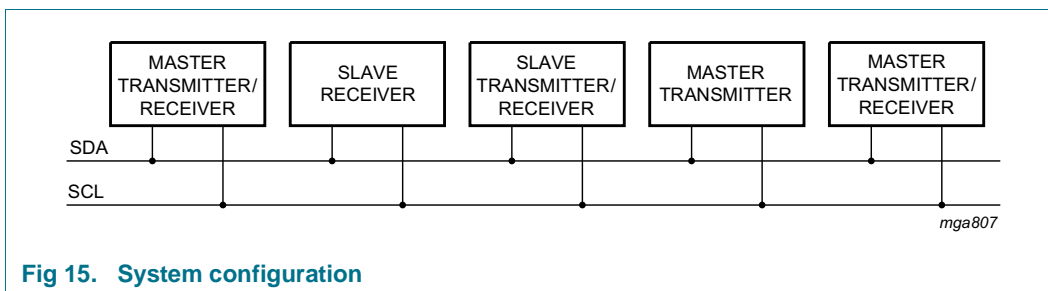 MASTER
TRANSMITTER/
RECEIVER
SLAVE
RECEIVER
SLAVE
TRANSMITTER/
RECEIVER
MASTER
TRANSMITTER
MASTER
TRANSMITTER/
RECEIVER
SDA
SCL
mga807
Fig 15. System configuration